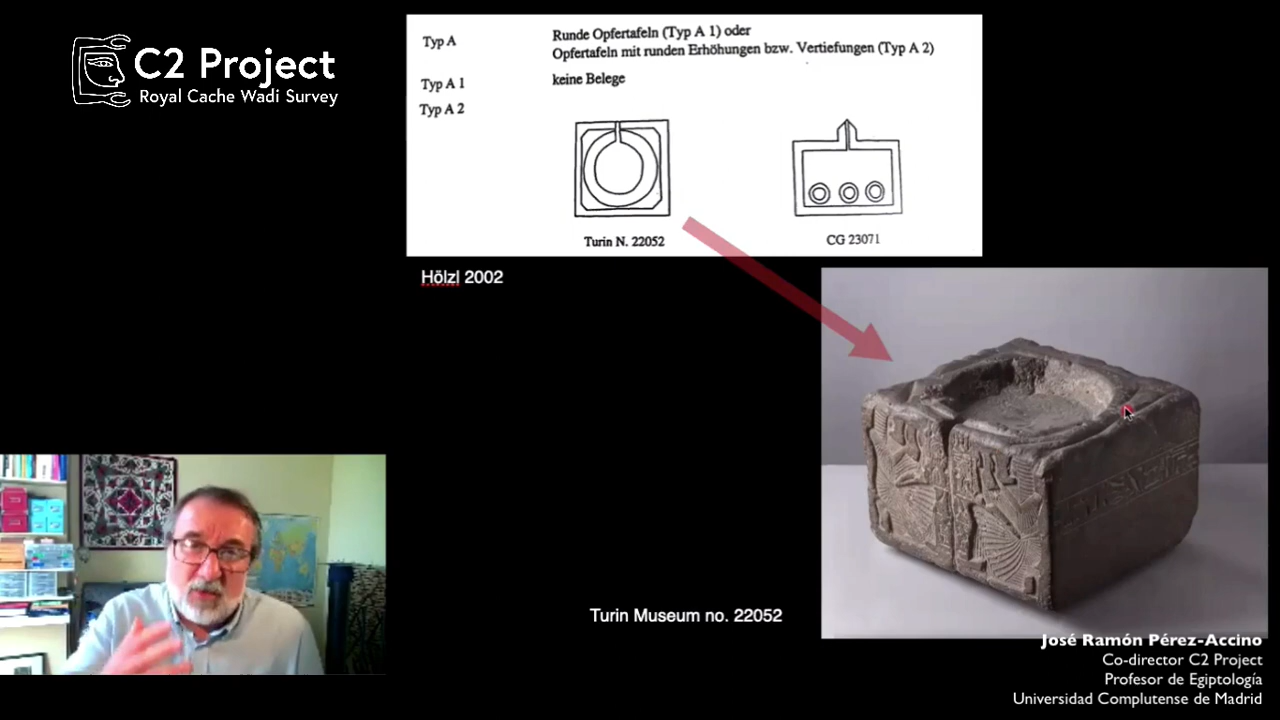 C2 Project
Royal Cache Wadi Survey
Typ A
Runde Opfertafeln (Typ A 1) oder
Opfertafeln mit runden Erhöhungen bzw. Vertiefungen (Typ A 2)
Typ A 1
keine Belege
Typ A 2
Turin N. 22052
CG 23071
Hölzl 2002
Turin Museum no. 22052
José Ramón Pérez-Accino
Co-director C2 Project
Profesor de Egiptología
Universidad Complutense de Madrid